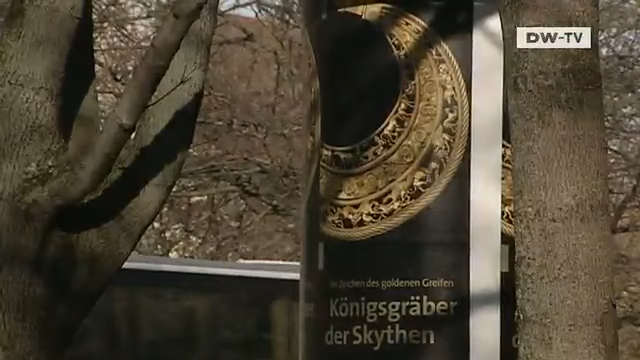 DW-TV
Im Zeichen des goldenen Greifen
Königsgräber
der Skythen